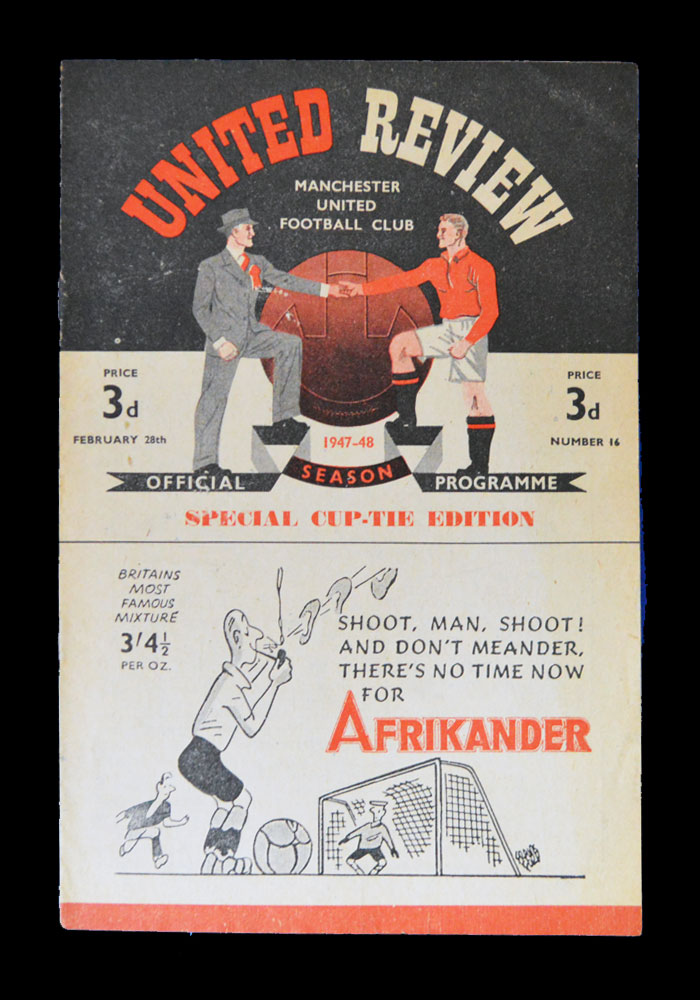 UNITED REVIEW
MANCHESTER
UNITED
FOOTBALL CLUB
PRICE
3d
FEBRUARY 28th
PRICE
3d
NUMBER 16
1947-48
SEASON
OFFICIAL
PROGRAMME
SPECIAL CUP-TIE EDITION
BRITAINS
MOST
FAMOUS
MIXTURE
3/4½
PER OZ.
SHOOT, MAN, SHOOT!
AND DON'T MEANDER,
THERE'S NO TIME NOW
FOR
AFRIKANDER